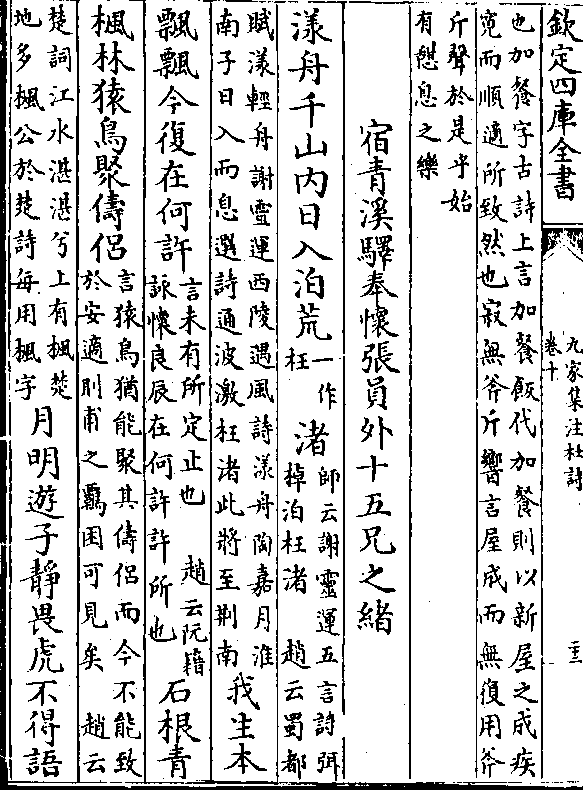 欽定四庫全書
九家集注杜詩
卷十
也加餐字古詩上言加餐飯代加餐則以新屋之成疾
寛而順適所致然也寂無斧斤響言屋成而無復用斧
斤聲於是乎始
有憇息之樂
宿青溪驛奉懷張員外十五兄之緒
漾舟千山内日入泊荒
一作
枉
渚
師云謝靈運五言詩弭
棹泊枉渚 趙云蜀都
賦漾輕舟謝靈運西陵遇風詩漾舟陶嘉月淮
南子日入而息選詩通波激枉渚此將至荆南
我生本
飄飄今復在何許
言未有所定止也 趙云阮籍
詠懷良辰在何許許所也
石根青
楓林猿鳥聚儔侶
言猿鳥猶能聚其儔侣而今不能致
於安適則甫之羈困可見矣 趙云
楚詞江水湛湛兮上有楓楚
地多楓公於楚詩每用楓字
月明遊子靜畏虎不得語